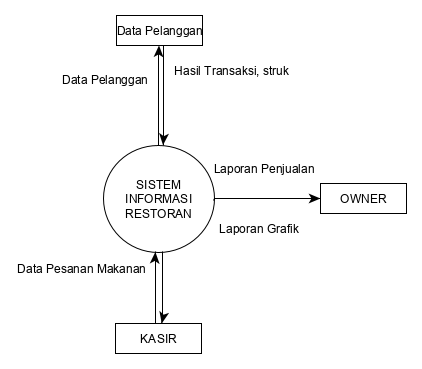 Data Pelanggan
Data Pelanggan
Hasil Transaksi, struk
SISTEM
INFORMASI
RESTORAN
Laporan Penjualan
OWNER
Laporan Grafik
Data Pesanan Makanan
KASIR